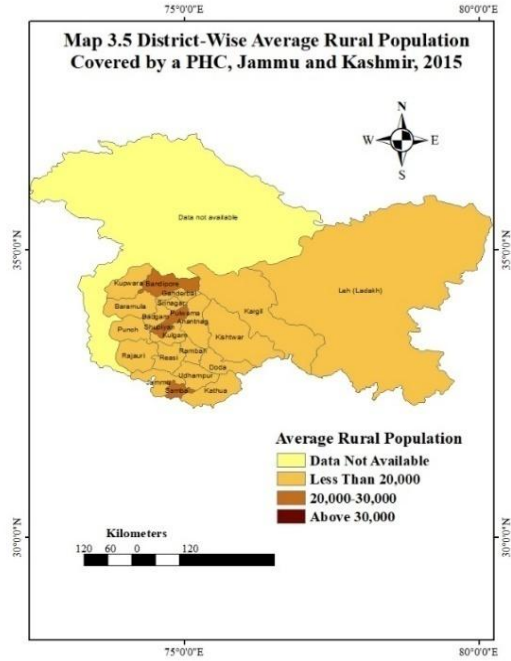 75°0'0"E 80°0'0"E
Map 3.5 District-Wise Average Rural Population
Covered by a PHC, Jammu and Kashmir, 2015
N
W E
S
Data not available
35°0'0"N 35°0'0"N
Kupwara Bandipore
Ganderbal
Leh (Ladakh)
Baramula Srinagar
Kargil
Badgam Pulwama
Anantnag
Punch Shupiyan
Kulgam Kishtwar
Rajauri Reasi Ramban
Doda
Udhampur
Jammu
Samba Kathua
Average Rural Population
Data Not Available
Less Than 20,000
20,000-30,000
Above 30,000
Kilometers
120 60 0 120
30°0'0"N 30°0'0"N
75°0'0"E 80°0'0"E